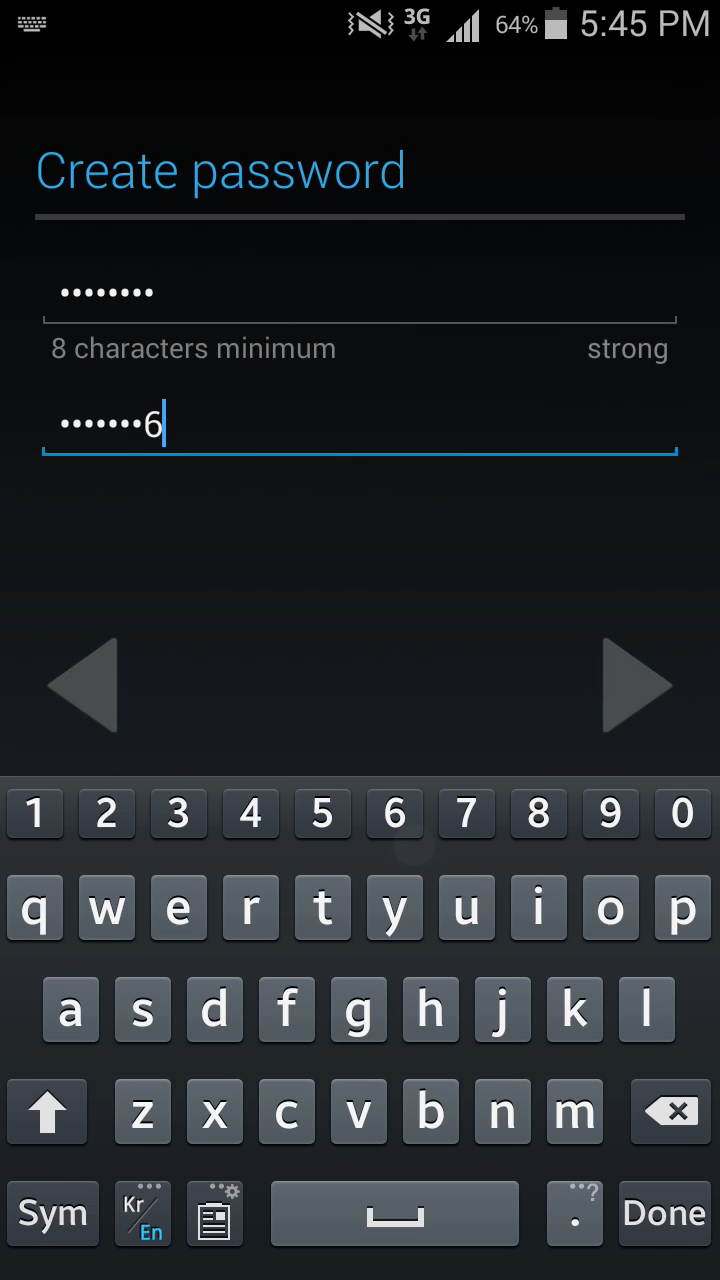 3G 64% 5:45 PM
Create password
••••••••
8 characters minimum strong
•••••••6
1 2 3 4 5 6 7 8 9 0
q w e r t y u i o p
a s d f g h j k l
z x c v b n m
Sym Kr/En . ...? Done